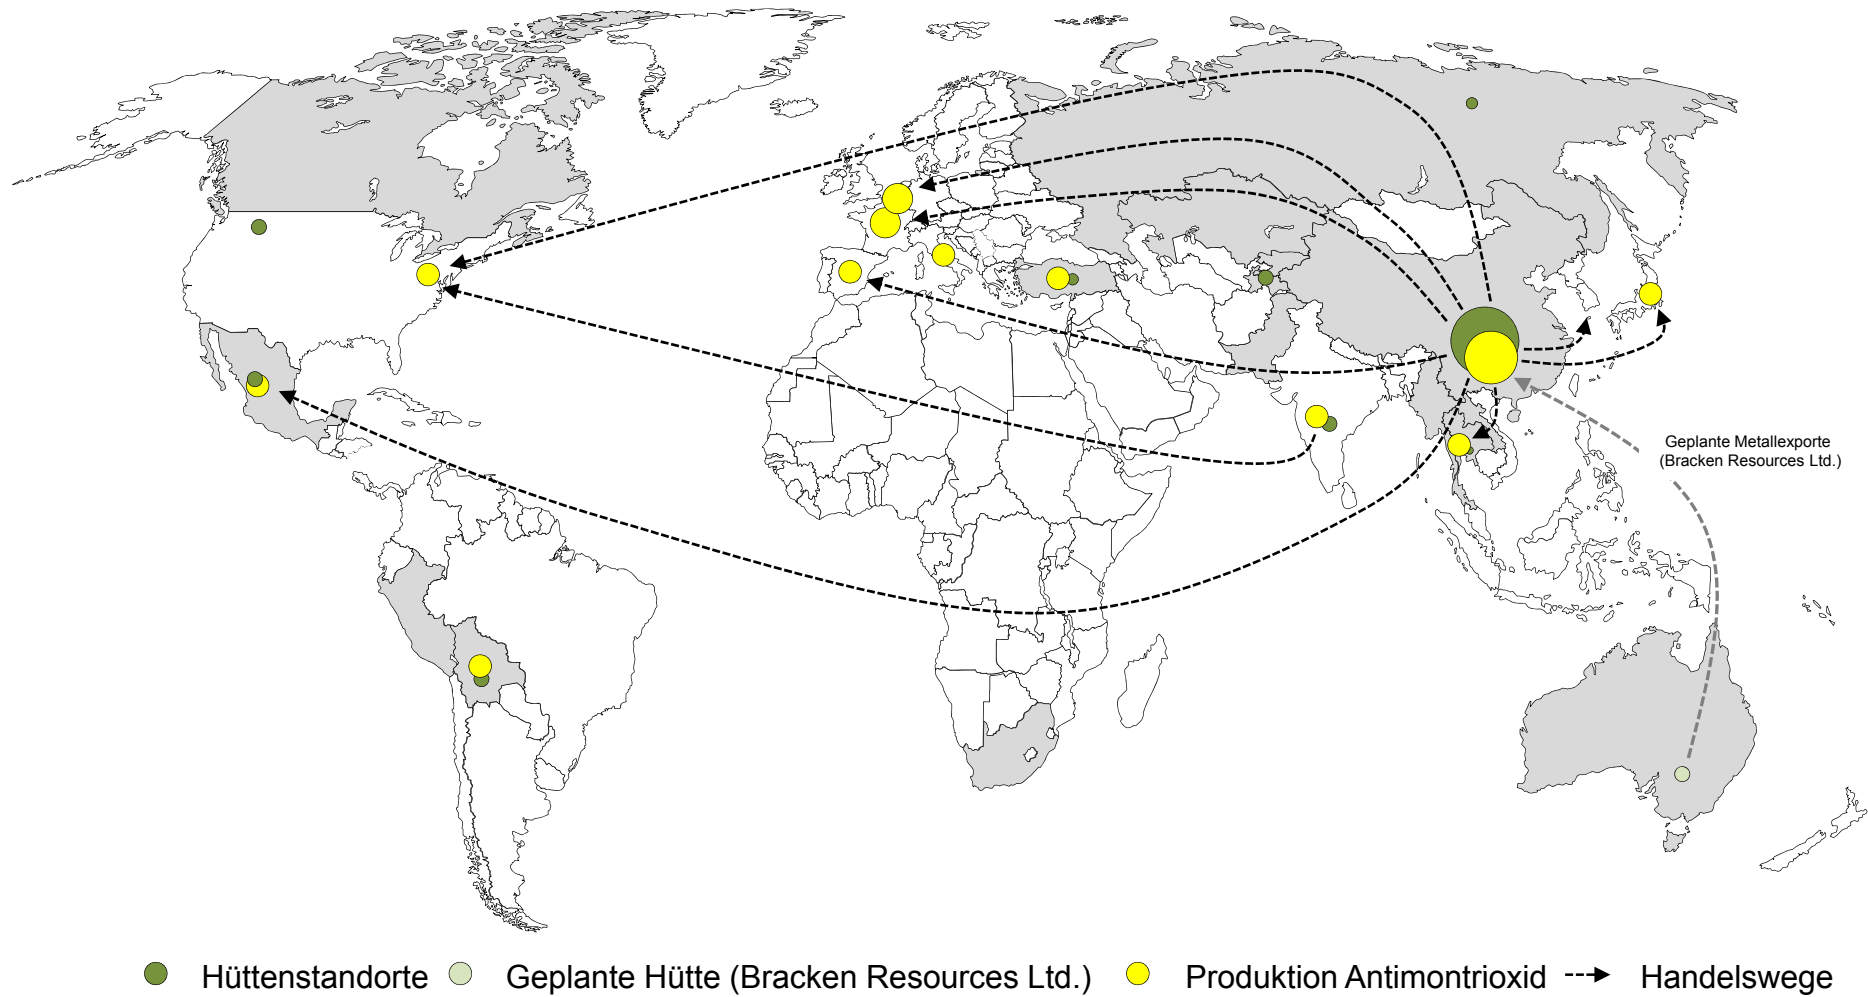 Geplante Metallexporte
(Bracken Resources Ltd.)
Hüttenstandorte Geplante Hütte (Bracken Resources Ltd.) Produktion Antimontrioxid Handelswege